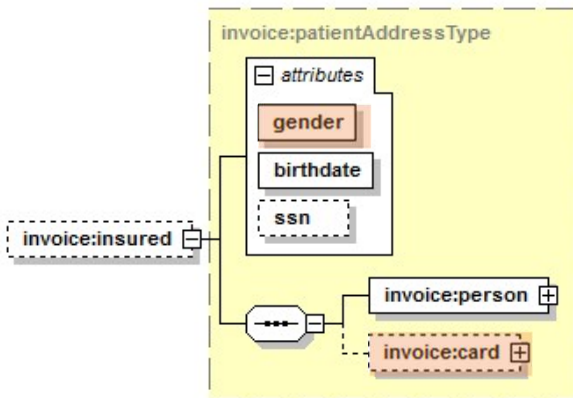 invoice:patientAddressType
attributes
gender
birthdate
ssn
invoice:insured
invoice:person
invoice:card